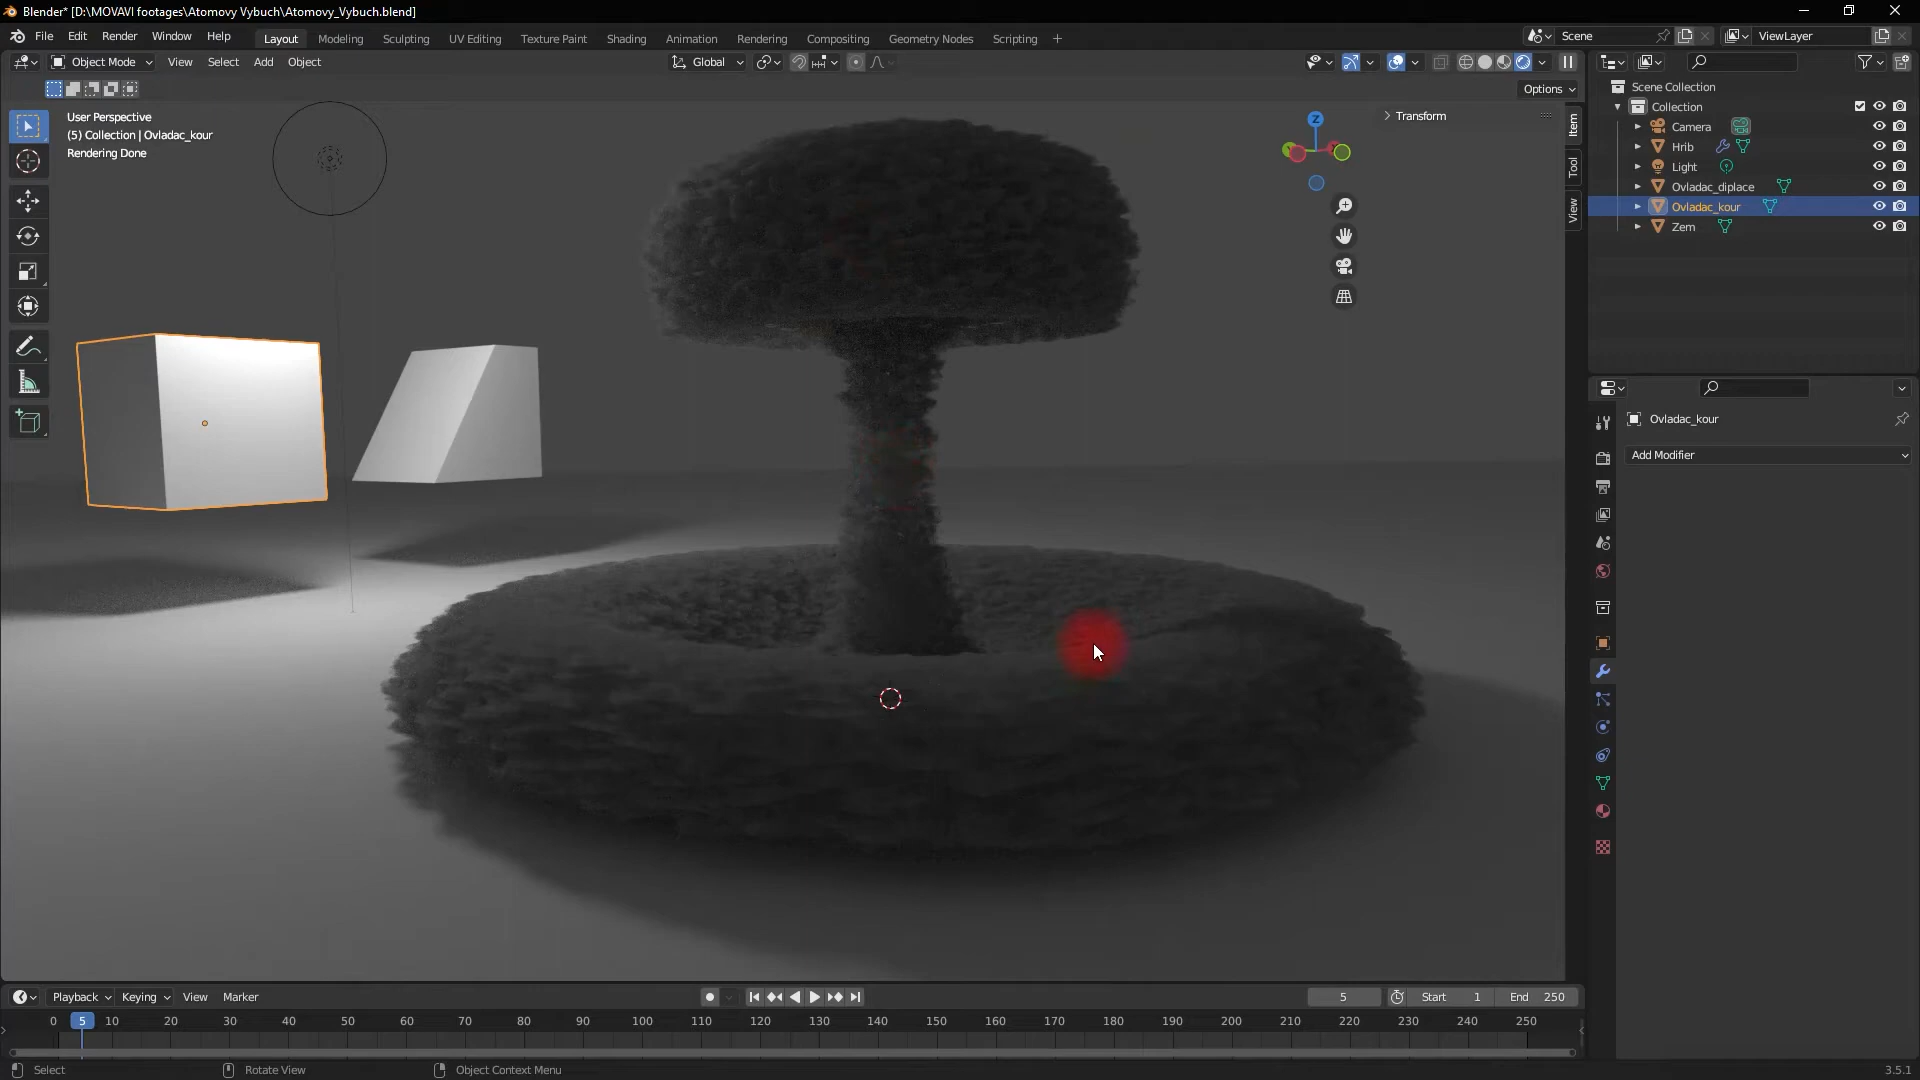 Blender* [D:\MOVAVI footages\Atomovy Vybuch\Atomovy_Vybuch.blend]
File Edit Render Window Help
Layout Modeling Sculpting UV Editing Texture Paint Shading Animation Rendering Compositing Geometry Nodes Scripting
Scene
ViewLayer
Object Mode View Select Add Object
Global
Options
User Perspective
(5) Collection | Ovladac_kour
Rendering Done
Transform
Item
Tool
View
Z
Scene Collection
Collection
Camera
Hrib
Light
Ovladac_diplace
Ovladac_kour
Zem
Ovladac_kour
Add Modifier
Playback Keying View Marker
5
Start 1
End 250
0 5 10 20 30 40 50 60 70 80 90 100 110 120 130 140 150 160 170 180 190 200 210 220 230 240 250
Select
Rotate View
Object Context Menu
3.5.1